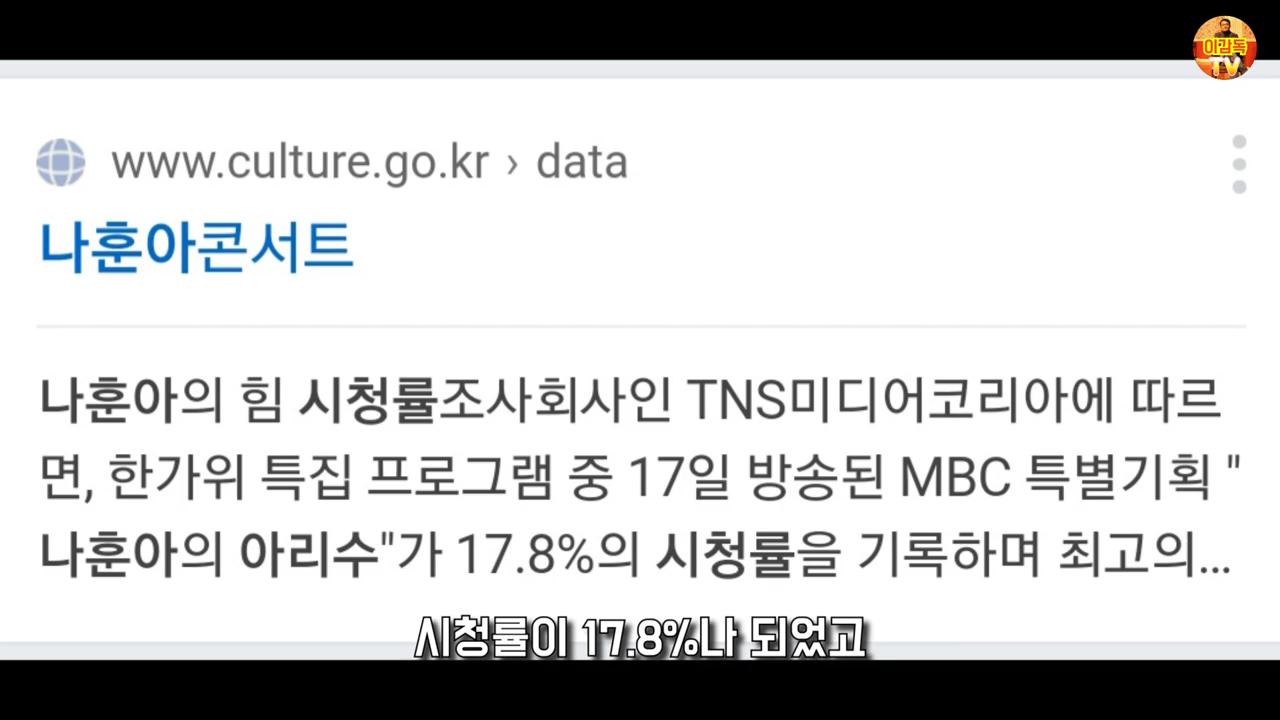 이감독
TV
www.culture.go.kr › data
나훈아콘서트
나훈아의 힘 시청률조사회사인 TNS미디어코리아에 따르
면, 한가위 특집 프로그램 중 17일 방송된 MBC 특별기획 "
나훈아의 아리수"가 17.8%의 시청률을 기록하며 최고의...
시청률이 17.8%나 되었고